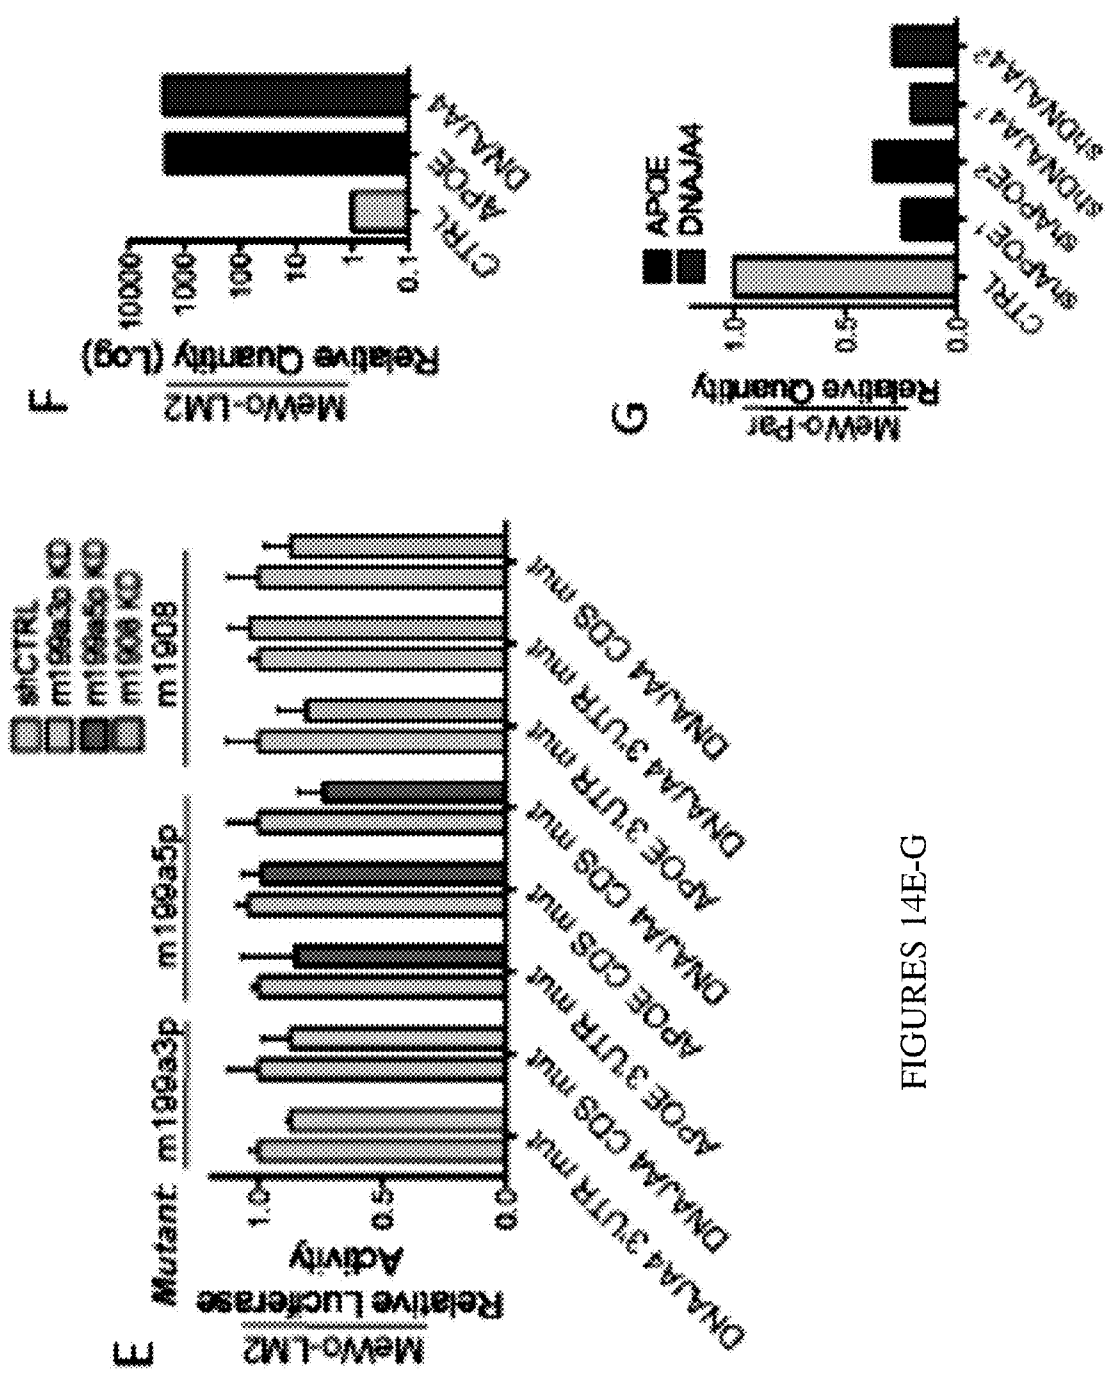 E
MeWo-LM2
Relative Luciferase
Activity
Mutant: m199a3p m199a5p m1908
shCTRL
m199a3p KD
m199a5p KD
m1908 KD
1.0
0.5
0.0
DNAJA4 3'UTR mut
DNAJA4 CDS mut
APOE 3'UTR mut
APOE CDS mut
DNAJA4 CDS mut
APOE 3'UTR mut
DNAJA4 3'UTR mut
DNAJA4 CDS mut
F
MeWo-LM2
Relative Quantity (Log)
10000
1000
100
10
1
0.1
CTRL
APOE
DNAJA4
G
MeWo-Par
Relative Quantity
APOE
DNAJA4
1.0
0.5
0.0
CTRL
shAPOE¹
shAPOE²
shDNAJA4¹
shDNAJA4²
FIGURES 14E-G